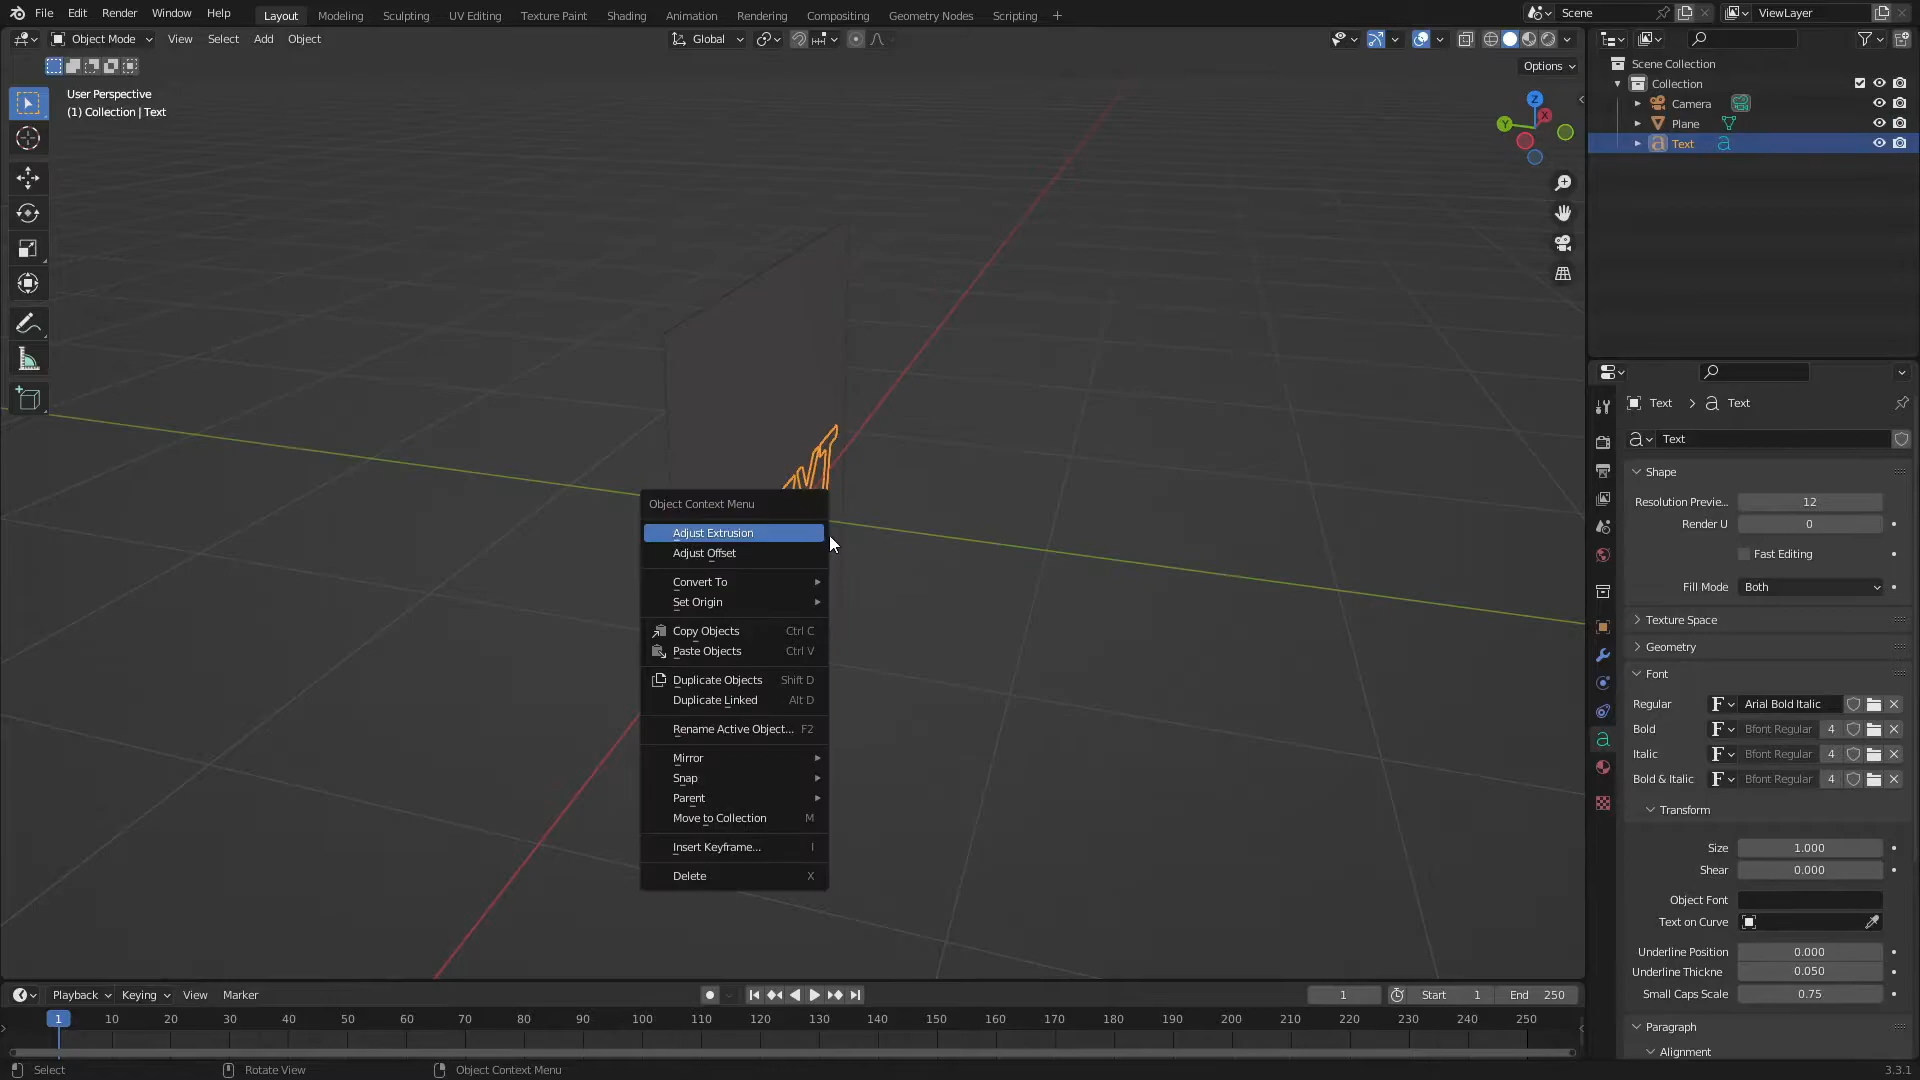 File Edit Render Window Help Layout Modeling Sculpting UV Editing Texture Paint Shading Animation Rendering Compositing Geometry Nodes Scripting + Scene ViewLayer
Object Mode View Select Add Object Global
Options
User Perspective
(1) Collection | Text
Z
X
Y
Scene Collection
Collection
Camera
Plane
Text
Object Context Menu
Adjust Extrusion
Adjust Offset
Convert To
Set Origin
Copy Objects Ctrl C
Paste Objects Ctrl V
Duplicate Objects Shift D
Duplicate Linked Alt D
Rename Active Object... F2
Mirror
Snap
Parent
Move to Collection M
Insert Keyframe... I
Delete X
Text > Text
Text
Shape
Resolution Previe... 12
Render U 0
Fast Editing
Fill Mode Both
Texture Space
Geometry
Font
Regular F Arial Bold Italic
Bold F Bfont Regular 4
Italic F Bfont Regular 4
Bold & Italic F Bfont Regular 4
Transform
Size 1.000
Shear 0.000
Object Font
Text on Curve
Underline Position 0.000
Underline Thickne 0.050
Small Caps Scale 0.75
Paragraph
Alignment
Playback Keying View Marker 1 Start 1 End 250
1 10 20 30 40 50 60 70 80 90 100 110 120 130 140 150 160 170 180 190 200 210 220 230 240 250
Select Rotate View Object Context Menu 3.3.1